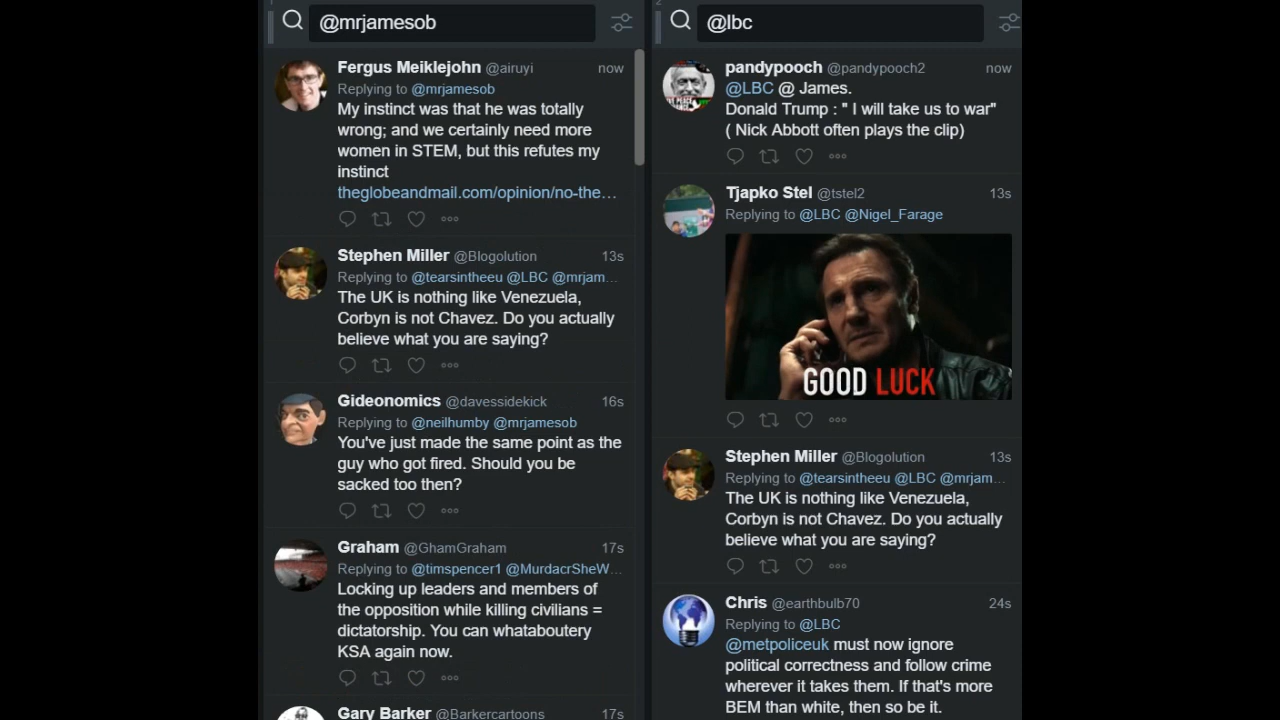 1
@mrjamesob
Fergus Meiklejohn @airuyi now
Replying to @mrjamesob
My instinct was that he was totally
wrong; and we certainly need more
women in STEM, but this refutes my
instinct
theglobeandmail.com/opinion/no-the…
Stephen Miller @Blogolution 13s
Replying to @tearsintheeu @LBC @mrjam…
The UK is nothing like Venezuela,
Corbyn is not Chavez. Do you actually
believe what you are saying?
Gideonomics @davessidekick 16s
Replying to @neilhumby @mrjamesob
You've just made the same point as the
guy who got fired. Should you be
sacked too then?
Graham @GhamGraham 17s
Replying to @timspencer1 @MurdacrSheW…
Locking up leaders and members of
the opposition while killing civilians =
dictatorship. You can whataboutery
KSA again now.
Gary Barker @Barkercartoons 17s
2
@lbc
pandypooch @pandypooch2 now
@LBC @ James.
Donald Trump : " I will take us to war"
( Nick Abbott often plays the clip)
Tjapko Stel @tstel2 13s
Replying to @LBC @Nigel_Farage
GOOD LUCK
Stephen Miller @Blogolution 13s
Replying to @tearsintheeu @LBC @mrjam…
The UK is nothing like Venezuela,
Corbyn is not Chavez. Do you actually
believe what you are saying?
Chris @earthbulb70 24s
Replying to @LBC
@metpoliceuk must now ignore
political correctness and follow crime
wherever it takes them. If that's more
BEM than white, then so be it.